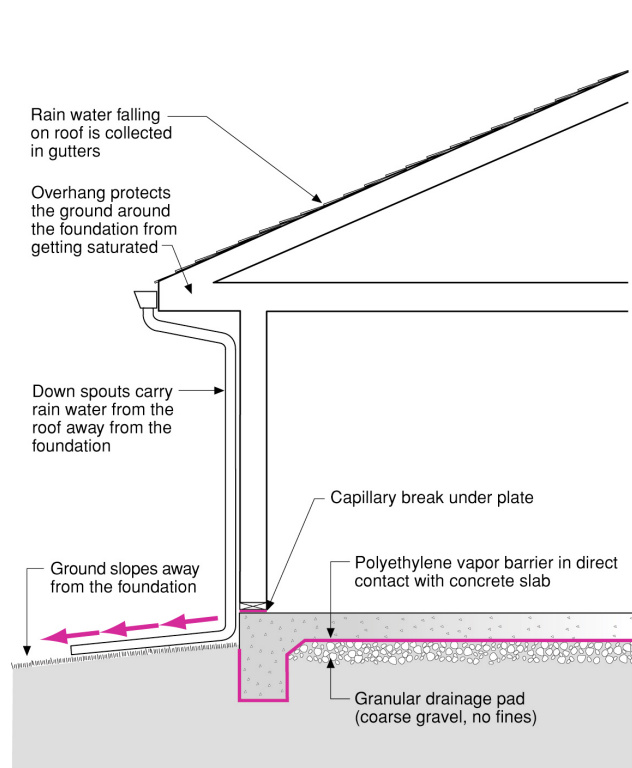 Rain water falling
on roof is collected
in gutters
Overhang protects
the ground around
the foundation from
getting saturated
Down spouts carry
rain water from the
roof away from the
foundation
Capillary break under plate
Ground slopes away
from the foundation
Polyethylene vapor barrier in direct
contact with concrete slab
Granular drainage pad
(coarse gravel, no fines)